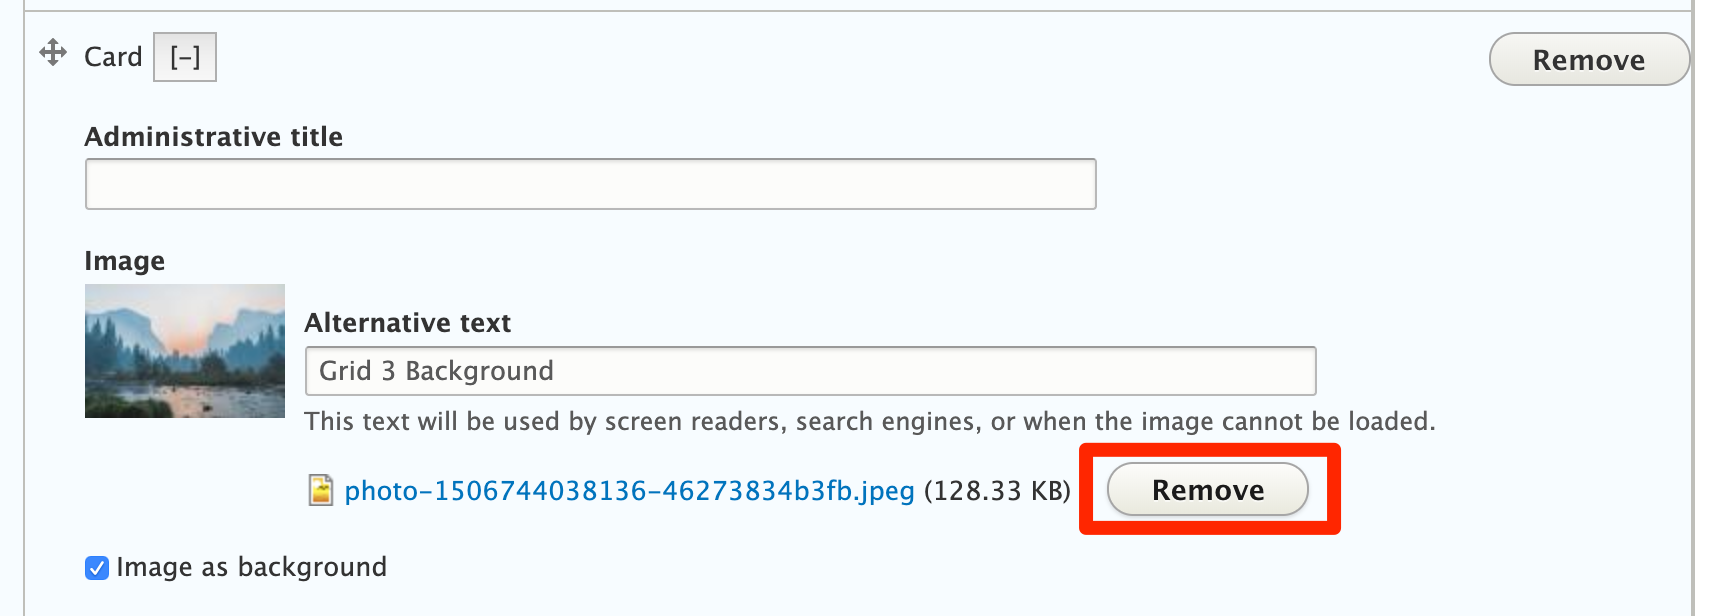 Card [–] Remove
Administrative title
Image
Alternative text
Grid 3 Background
This text will be used by screen readers, search engines, or when the image cannot be loaded.
photo-1506744038136-46273834b3fb.jpeg (128.33 KB) Remove
Image as background